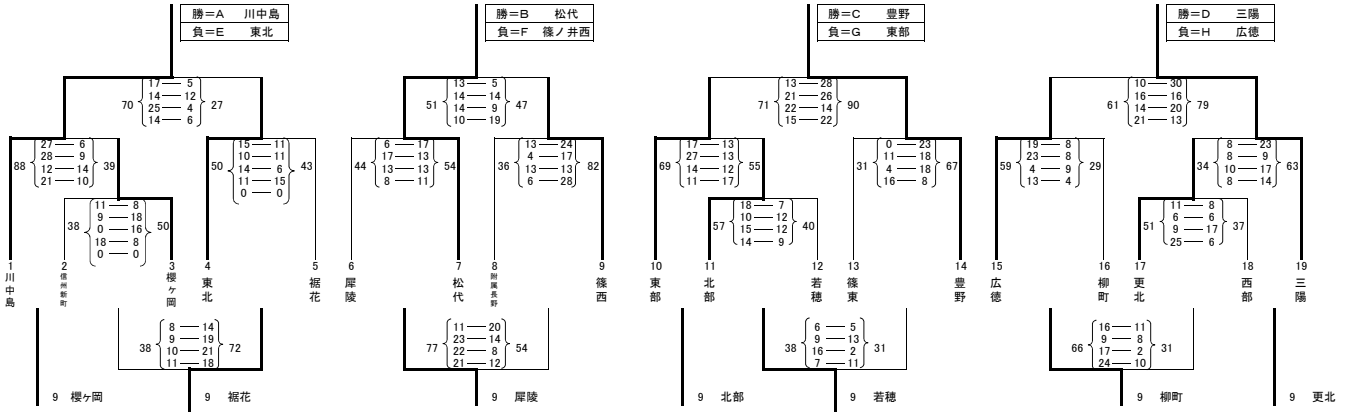 勝＝A 川中島
負＝E 東北
勝＝B 松代
負＝F 篠ノ井西
勝＝C 豊野
負＝G 東部
勝＝D 三陽
負＝H 広徳
70 17 — 5 27
14 — 12
25 — 4
14 — 6
51 13 — 5 47
14 — 14
14 — 9
10 — 19
71 13 — 28 90
21 — 26
22 — 14
15 — 22
61 10 — 30 79
16 — 16
14 — 20
21 — 13
88 27 — 6 39
28 — 9
12 — 14
21 — 10
50 15 — 11 43
10 — 11
14 — 6
11 — 15
0 — 0
44 6 — 17 54
17 — 13
13 — 13
8 — 11
36 13 — 24 82
4 — 17
13 — 13
6 — 28
69 17 — 13 55
27 — 13
14 — 12
11 — 17
31 0 — 23 67
11 — 18
4 — 18
16 — 8
59 19 — 8 29
23 — 8
4 — 9
13 — 4
34 8 — 23 63
8 — 9
10 — 17
8 — 14
38 11 — 8 50
9 — 18
0 — 16
18 — 8
0 — 0
57 18 — 7 40
10 — 12
15 — 12
14 — 9
51 11 — 8 37
6 — 6
9 — 17
25 — 6
1 川中島
2 信州新町
3 櫻ヶ岡
4 東北
5 裾花
6 犀陵
7 松代
8 附属長野
9 篠西
10 東部
11 北部
12 若穂
13 篠東
14 豊野
15 広徳
16 柳町
17 更北
18 西部
19 三陽
38 8 — 14 72
9 — 19
10 — 21
11 — 18
77 11 — 20 54
23 — 14
22 — 8
21 — 12
38 6 — 5 31
9 — 13
16 — 2
7 — 11
66 16 — 11 31
9 — 8
17 — 2
24 — 10
9 櫻ヶ岡
9 裾花
9 犀陵
9 北部
9 若穂
9 柳町
9 更北